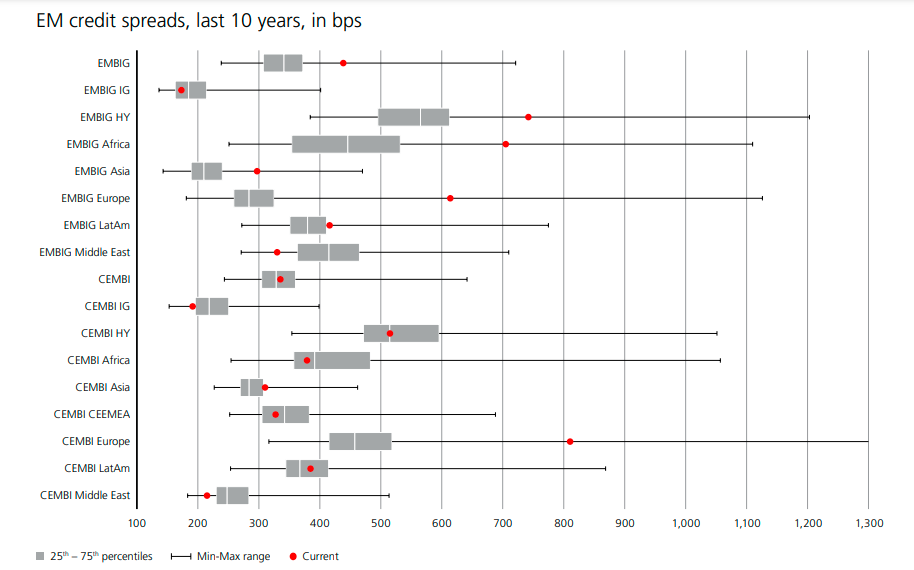 EM credit spreads, last 10 years, in bps
EMBIG
EMBIG IG
EMBIG HY
EMBIG Africa
EMBIG Asia
EMBIG Europe
EMBIG LatAm
EMBIG Middle East
CEMBI
CEMBI IG
CEMBI HY
CEMBI Africa
CEMBI Asia
CEMBI CEEMEA
CEMBI Europe
CEMBI LatAm
CEMBI Middle East
100 200 300 400 500 600 700 800 900 1,000 1,100 1,200 1,300
25th – 75th percentiles Min-Max range Current